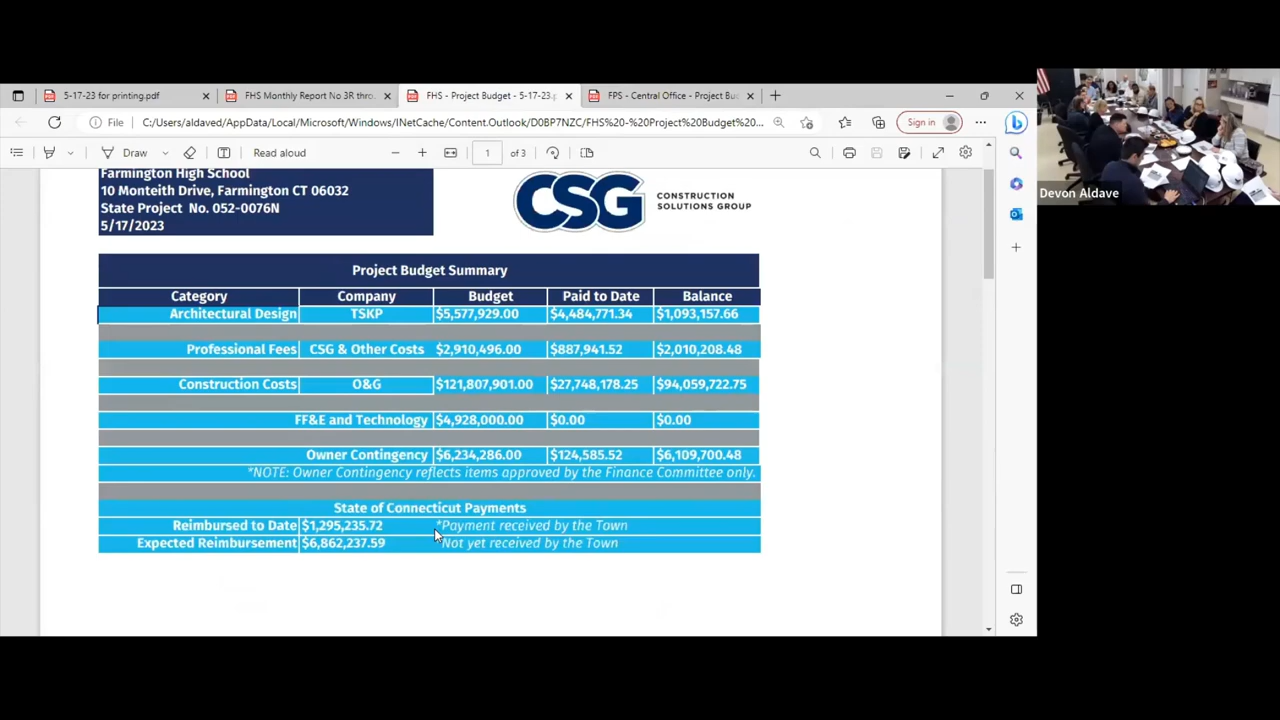 5-17-23 for printing.pdf
FHS Monthly Report No 3R thro...
FHS - Project Budget - 5-17-23.p
FPS - Central Office - Project Bu
File C:/Users/aldaved/AppData/Local/Microsoft/Windows/INetCache/Content.Outlook/D0BP7NZC/FHS%20-%20Project%20Budget%20... Sign in
Draw Read aloud 1 of 3
Farmington High School
10 Monteith Drive, Farmington CT 06032
State Project No. 052-0076N
5/17/2023
CSG CONSTRUCTION
SOLUTIONS GROUP
Project Budget Summary
Category Company Budget Paid to Date Balance
Architectural Design TSKP $5,577,929.00 $4,484,771.34 $1,093,157.66
Professional Fees CSG & Other Costs $2,910,496.00 $887,941.52 $2,010,208.48
Construction Costs O&G $121,807,901.00 $27,748,178.25 $94,059,722.75
FF&E and Technology $4,928,000.00 $0.00 $0.00
Owner Contingency $6,234,286.00 $124,585.52 $6,109,700.48
*NOTE: Owner Contingency reflects items approved by the Finance Committee only.
State of Connecticut Payments
Reimbursed to Date $1,295,235.72 *Payment received by the Town
Expected Reimbursement $6,862,237.59 *Not yet received by the Town
Devon Aldave